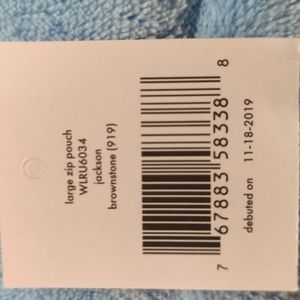 large zip pouch
WLRU6034
jackson
brownstone (919)
7 67883 58338 8
debuted on 11-18-2019